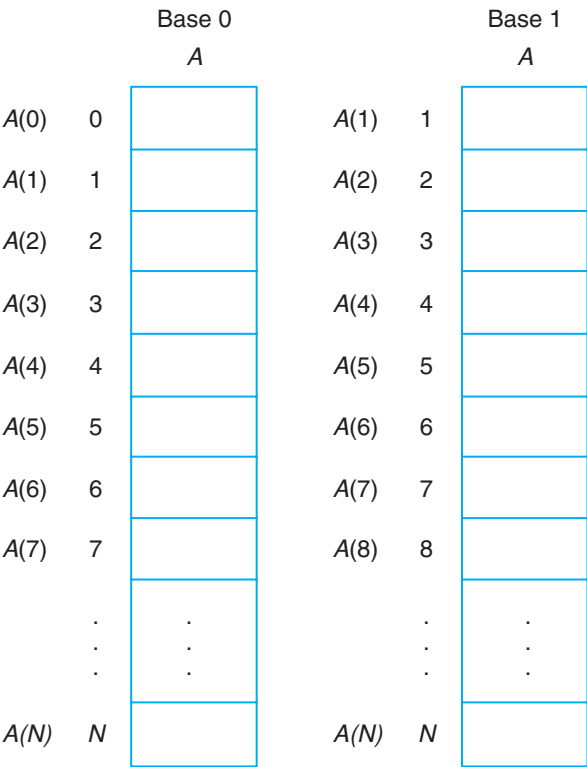 Base 0 Base 1
A A
A(0) 0 A(1) 1
A(1) 1 A(2) 2
A(2) 2 A(3) 3
A(3) 3 A(4) 4
A(4) 4 A(5) 5
A(5) 5 A(6) 6
A(6) 6 A(7) 7
A(7) 7 A(8) 8
. . . .
. . . .
. . . .
A(N) N A(N) N